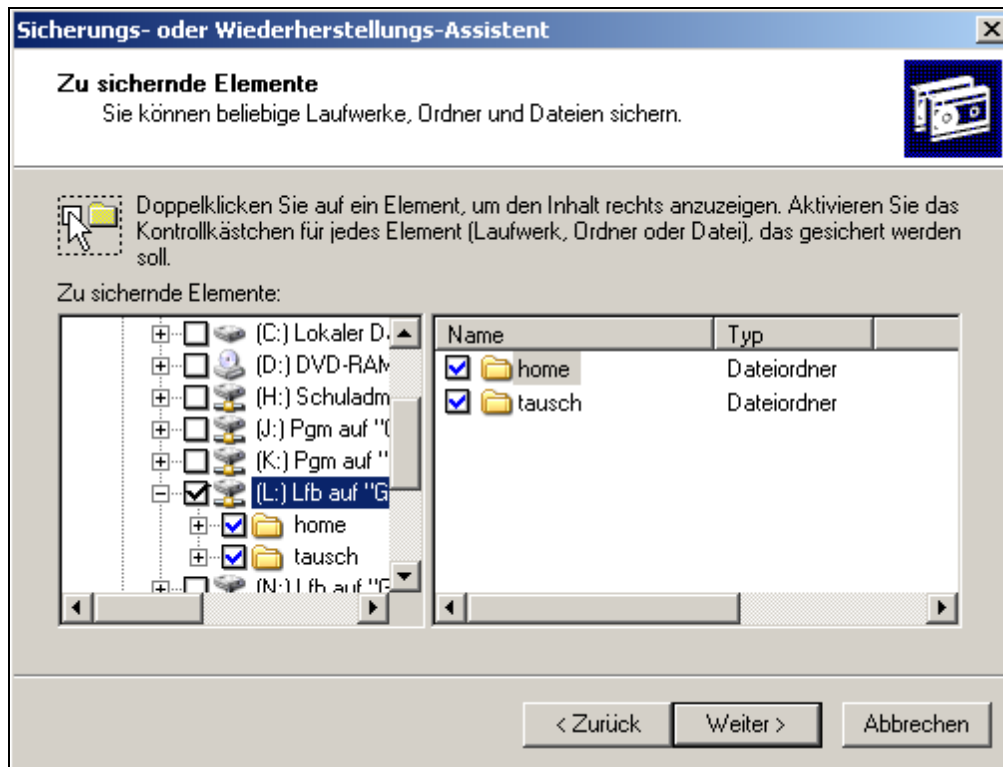 Sicherungs- oder Wiederherstellungs-Assistent
Zu sichernde Elemente
Sie können beliebige Laufwerke, Ordner und Dateien sichern.
Doppelklicken Sie auf ein Element, um den Inhalt rechts anzuzeigen. Aktivieren Sie das
Kontrollkästchen für jedes Element (Laufwerk, Ordner oder Datei), das gesichert werden
soll.
Zu sichernde Elemente:
(C:) Lokaler D
(D:) DVD-RAM
(H:) Schuladm
(J:) Pgm auf "
(K:) Pgm auf "
(L:) Lfb auf "G
home
tausch
(N:) Lfb auf "G
Name Typ
home Dateiordner
tausch Dateiordner
< Zurück Weiter > Abbrechen